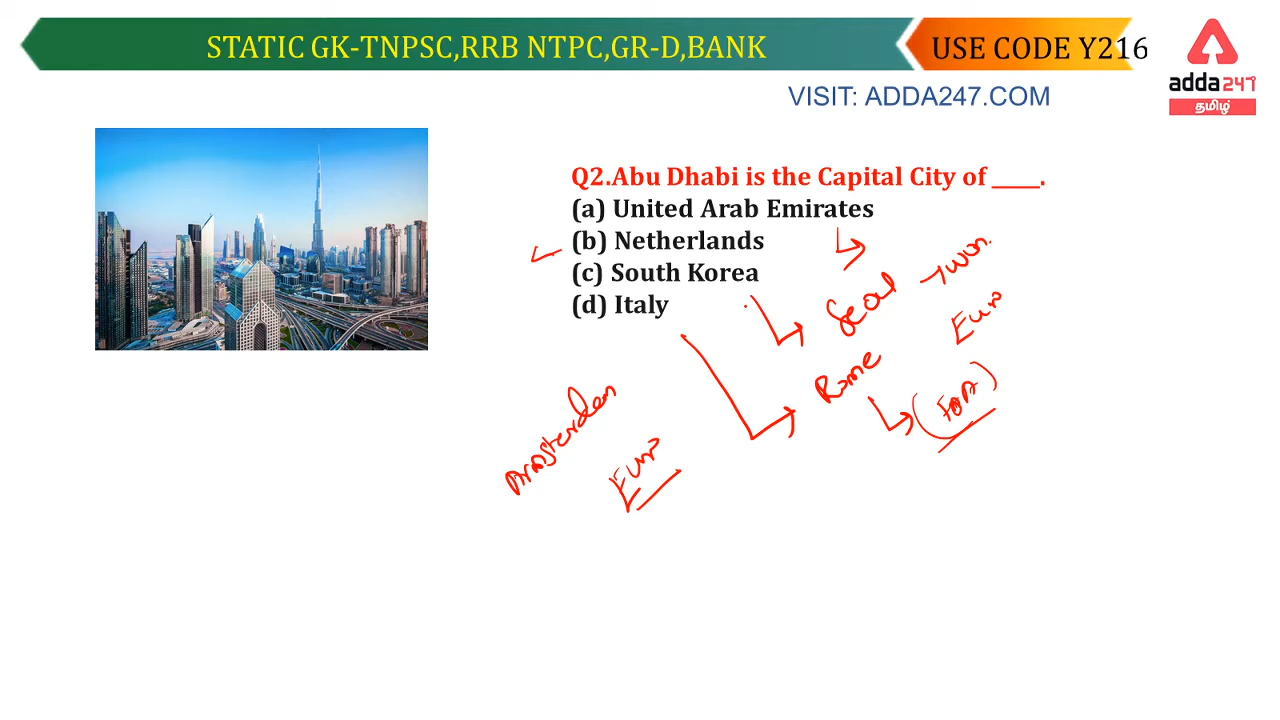 STATIC GK-TNPSC,RRB NTPC,GR-D,BANK
USE CODE Y216
adda247
தமிழ்
VISIT: ADDA247.COM
Q2.Abu Dhabi is the Capital City of _____.
(a) United Arab Emirates
(b) Netherlands
(c) South Korea
(d) Italy
Seoul → won.
Euro
Rome
Amsterdam
Euro